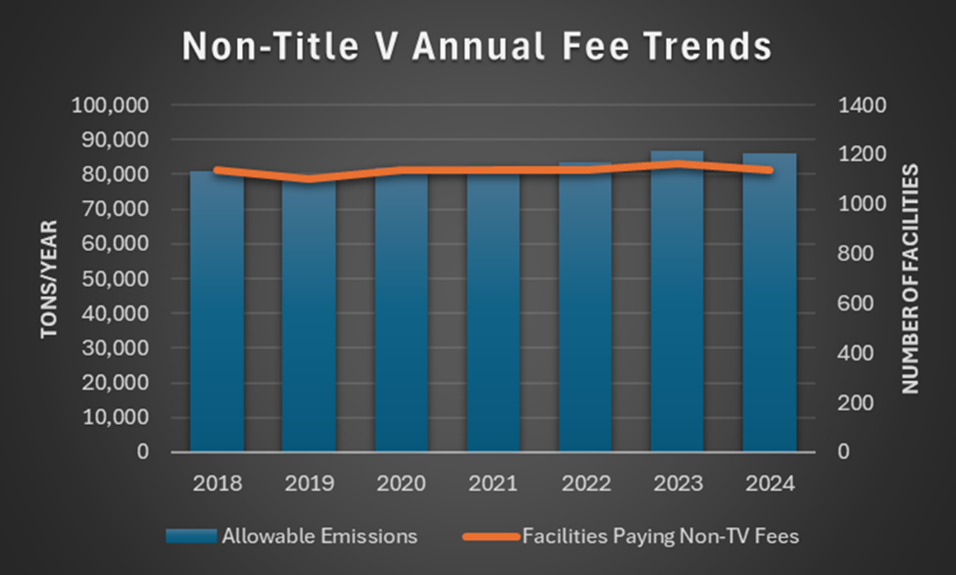 Non-Title V Annual Fee Trends
100,000 1400
90,000 1200
80,000 1000
70,000 800
60,000 600
50,000 400
40,000 200
30,000 0
20,000
10,000
0
TONS/YEAR
NUMBER OF FACILITIES
2018 2019 2020 2021 2022 2023 2024
Allowable Emissions Facilities Paying Non-TV Fees